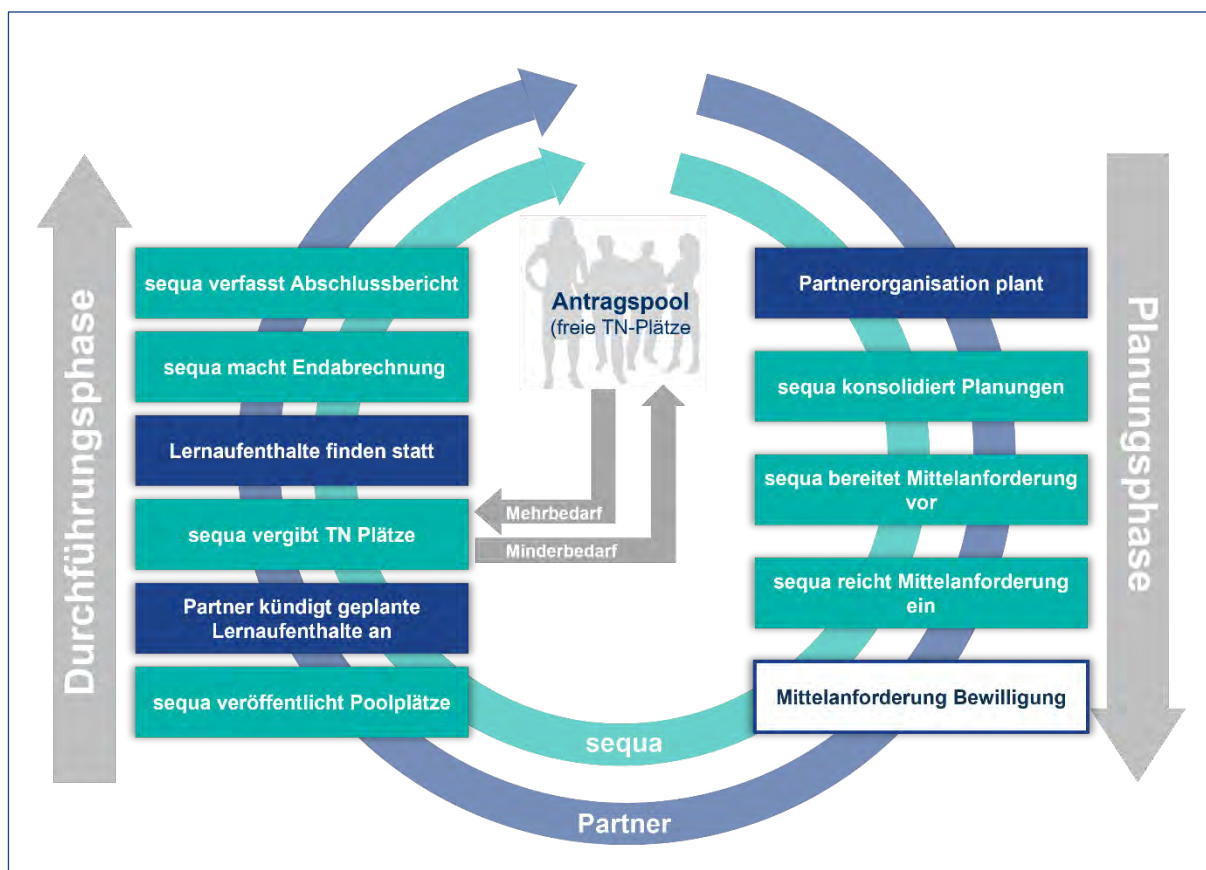 Durchführungsphase
sequa verfasst Abschlussbericht
sequa macht Endabrechnung
Lernaufenthalte finden statt
sequa vergibt TN Plätze
Partner kündigt geplante
Lernaufenthalte an
sequa veröffentlicht Poolplätze
Antragspool
(freie TN-Plätze
Mehrbedarf
Minderbedarf
sequa
Partner
Partnerorganisation plant
sequa konsolidiert Planungen
sequa bereitet Mittelanforderung
vor
sequa reicht Mittelanforderung
ein
Mittelanforderung Bewilligung
Planungsphase